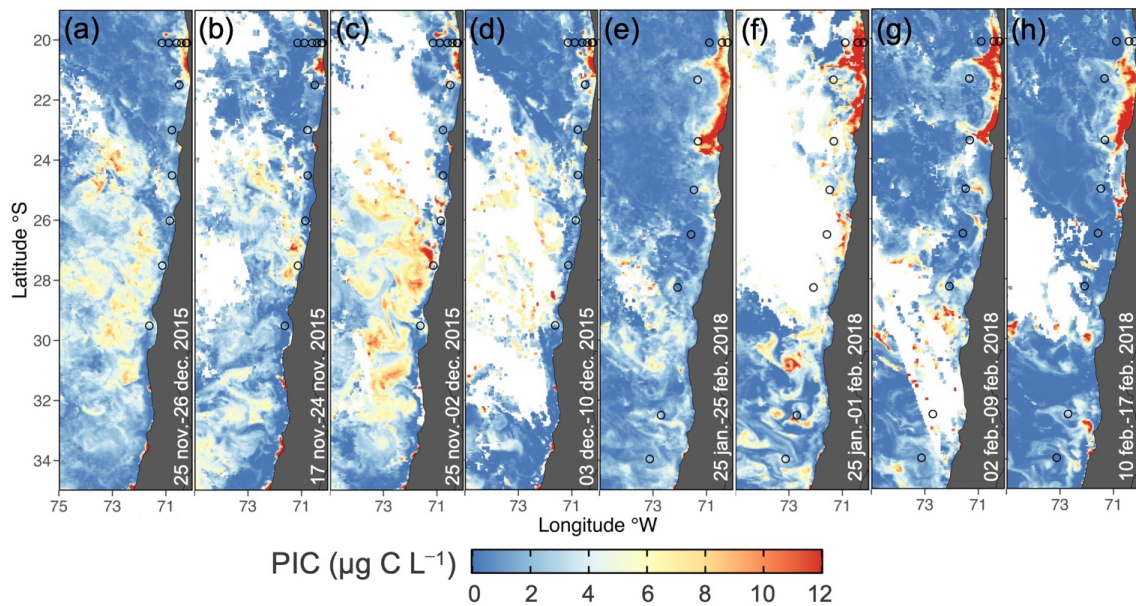 (a) (b) (c) (d) (e) (f) (g) (h)
20
22
24
26
28
30
32
34
Latitude °S
25 nov.-26 dec. 2015
17 nov.-24 nov. 2015
25 nov.-02 dec. 2015
03 dec.-10 dec. 2015
25 jan.-25 feb. 2018
25 jan.-01 feb. 2018
02 feb.-09 feb. 2018
10 feb.-17 feb. 2018
75 73 71 73 71 73 71 73 71 73 71 73 71 73 71 73 71
Longitude °W
PIC (µg C L⁻¹)
0 2 4 6 8 10 12